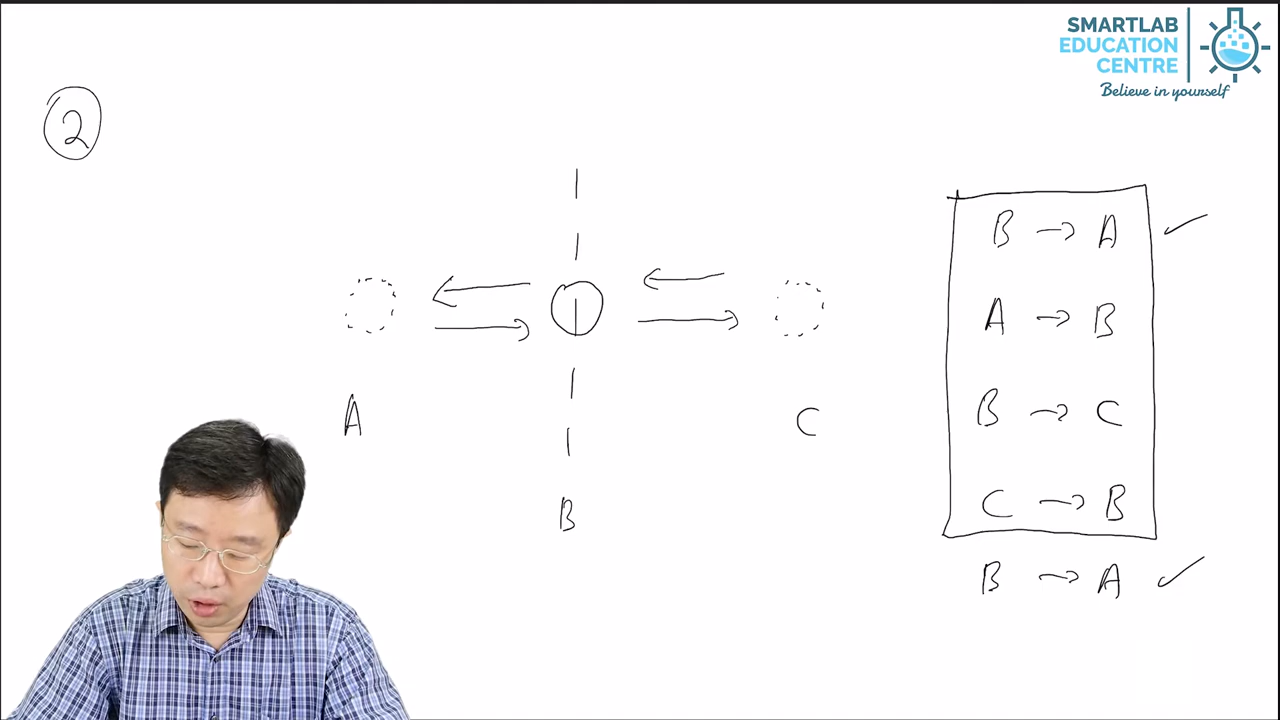 SMARTLAB
EDUCATION
CENTRE
Believe in yourself
2
B → A ✓
A → B
B → C
C → B
B → A ✓
A
C
B